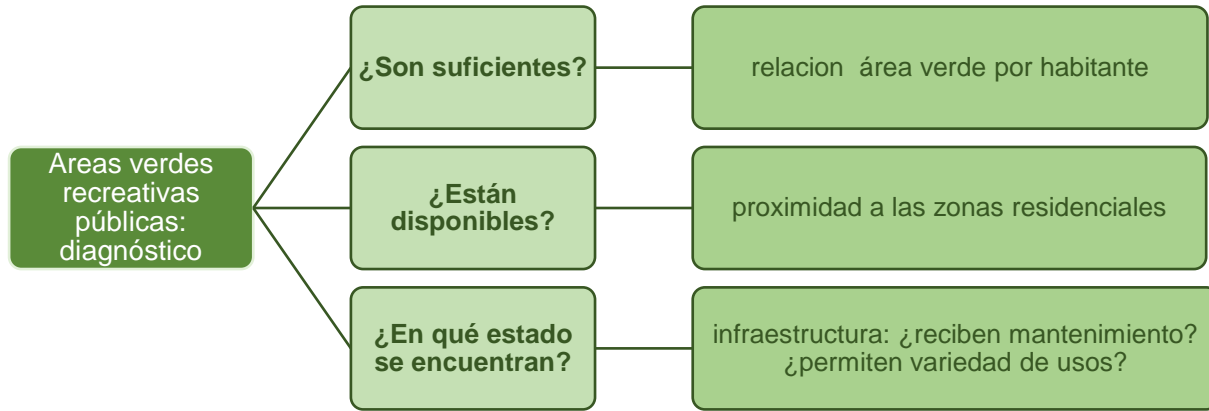 Areas verdes
recreativas
públicas:
diagnóstico
¿Son suficientes?
relacion área verde por habitante
¿Están
disponibles?
proximidad a las zonas residenciales
¿En qué estado
se encuentran?
infraestructura: ¿reciben mantenimiento?
¿permiten variedad de usos?